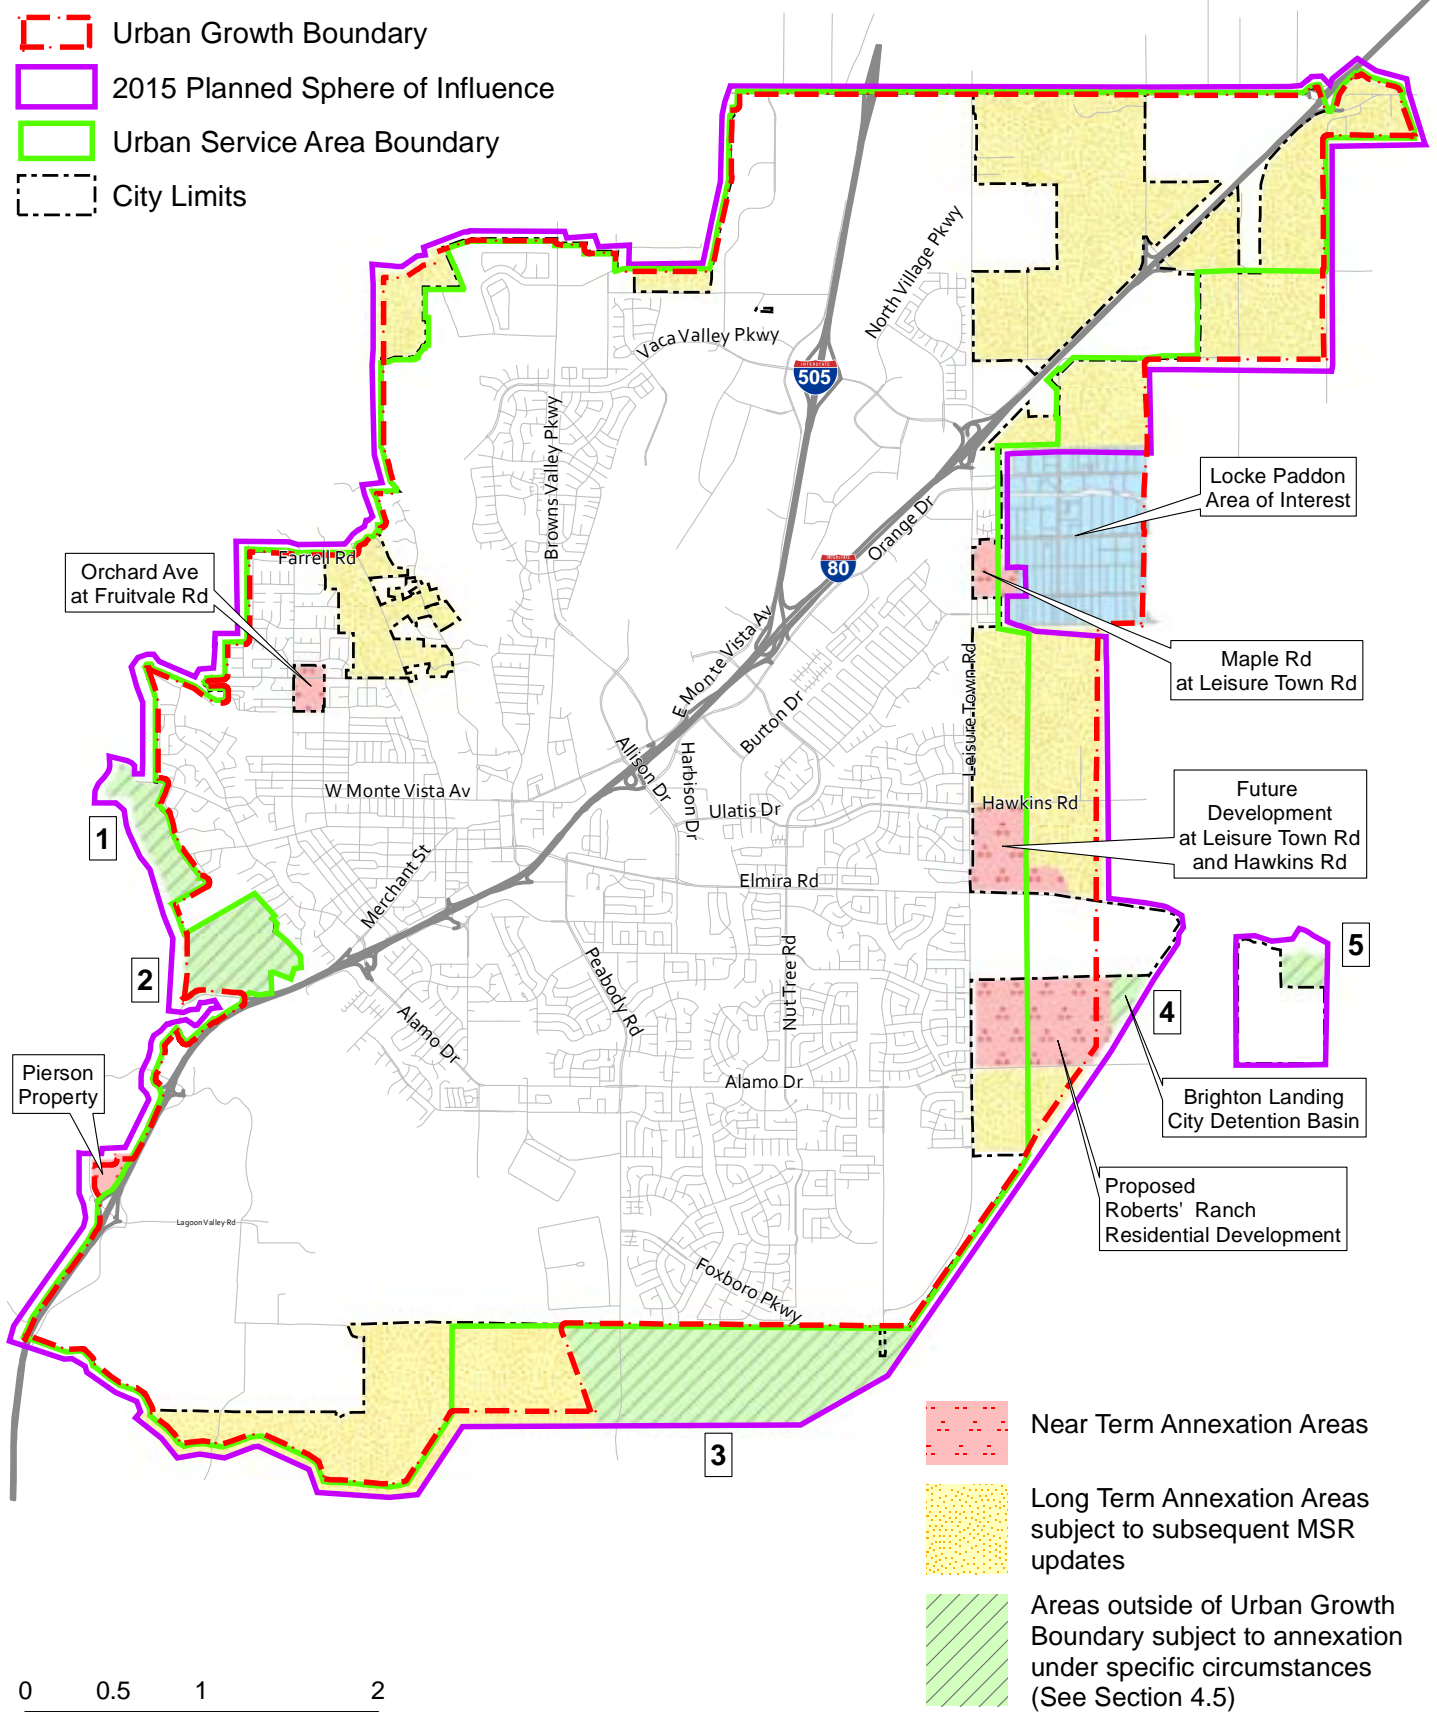 Urban Growth Boundary
2015 Planned Sphere of Influence
Urban Service Area Boundary
City Limits
North Village Pkwy
Vaca Valley Pkwy
INTERSTATE
505
Browns Valley Pkwy
Locke Paddon
Area of Interest
Orange Dr
Farrell Rd
Orchard Ave
at Fruitvale Rd
INTERSTATE
80
E Monte Vista Av
Maple Rd
at Leisure Town Rd
Leisure Town Rd
Burton Dr
Allison Dr
Harbison Dr
W Monte Vista Av
Ulatis Dr
Hawkins Rd
Future
Development
at Leisure Town Rd
and Hawkins Rd
1
Merchant St
Elmira Rd
2
Peabody Rd
Nut Tree Rd
5
4
Alamo Dr
Pierson
Property
Alamo Dr
Brighton Landing
City Detention Basin
Proposed
Roberts' Ranch
Residential Development
Lagoon Valley Rd
Foxboro Pkwy
3
Near Term Annexation Areas
Long Term Annexation Areas
subject to subsequent MSR
updates
Areas outside of Urban Growth
Boundary subject to annexation
under specific circumstances
(See Section 4.5)
0 0.5 1 2